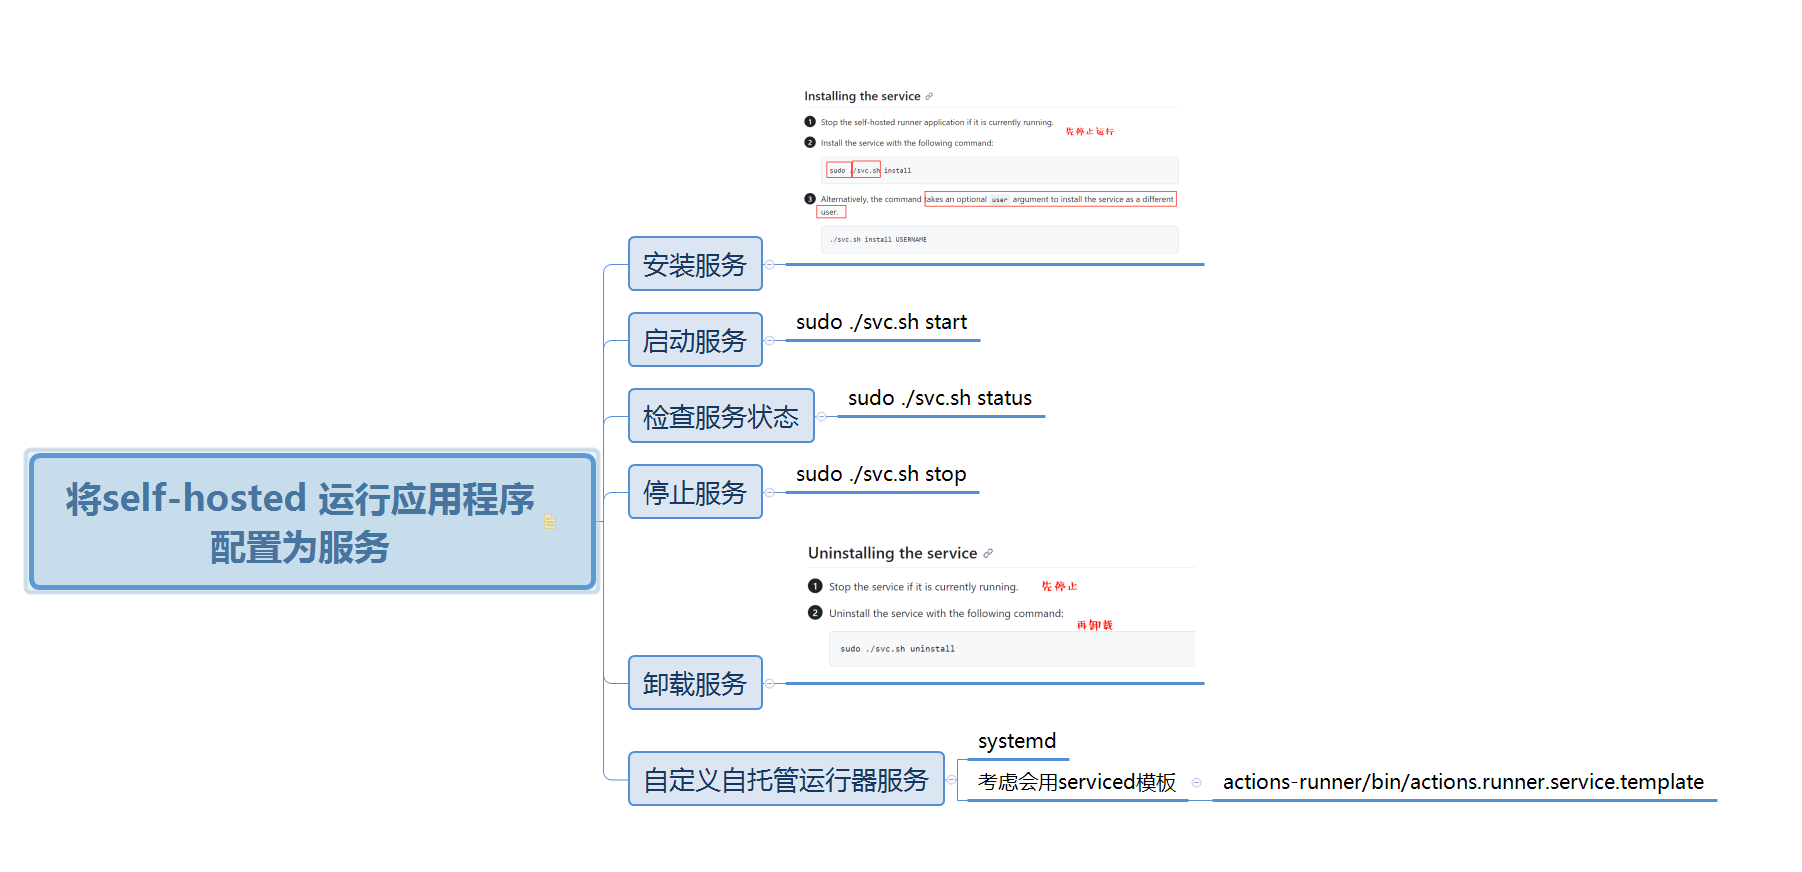 将self-hosted 运行应用程序
配置为服务
安装服务
Installing the service
1 Stop the self-hosted runner application if it is currently running.
先停止运行
2 Install the service with the following command:
sudo ./svc.sh install
3 Alternatively, the command takes an optional user argument to install the service as a different
user.
./svc.sh install USERNAME
启动服务
sudo ./svc.sh start
检查服务状态
sudo ./svc.sh status
停止服务
sudo ./svc.sh stop
卸载服务
Uninstalling the service
1 Stop the service if it is currently running.
先停止
2 Uninstall the service with the following command:
再卸载
sudo ./svc.sh uninstall
自定义自托管运行器服务
systemd
考虑会用serviced模板
actions-runner/bin/actions.runner.service.template